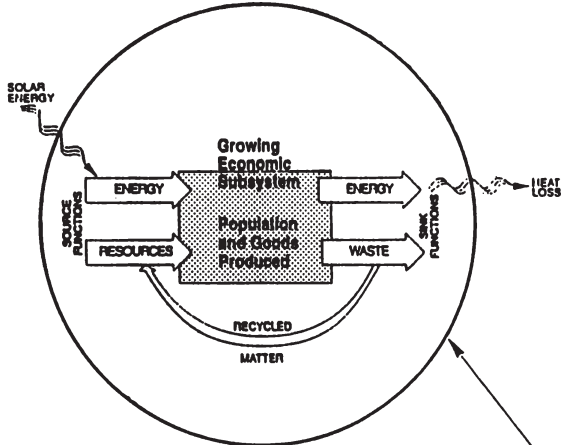 SOLAR
ENERGY
Growing
Economic
Subsystem
ENERGY
ENERGY
HEAT
LOSS
SOURCE
FUNCTIONS
SINK
FUNCTIONS
Population
and Goods
Produced
RESOURCES
WASTE
RECYCLED
MATTER